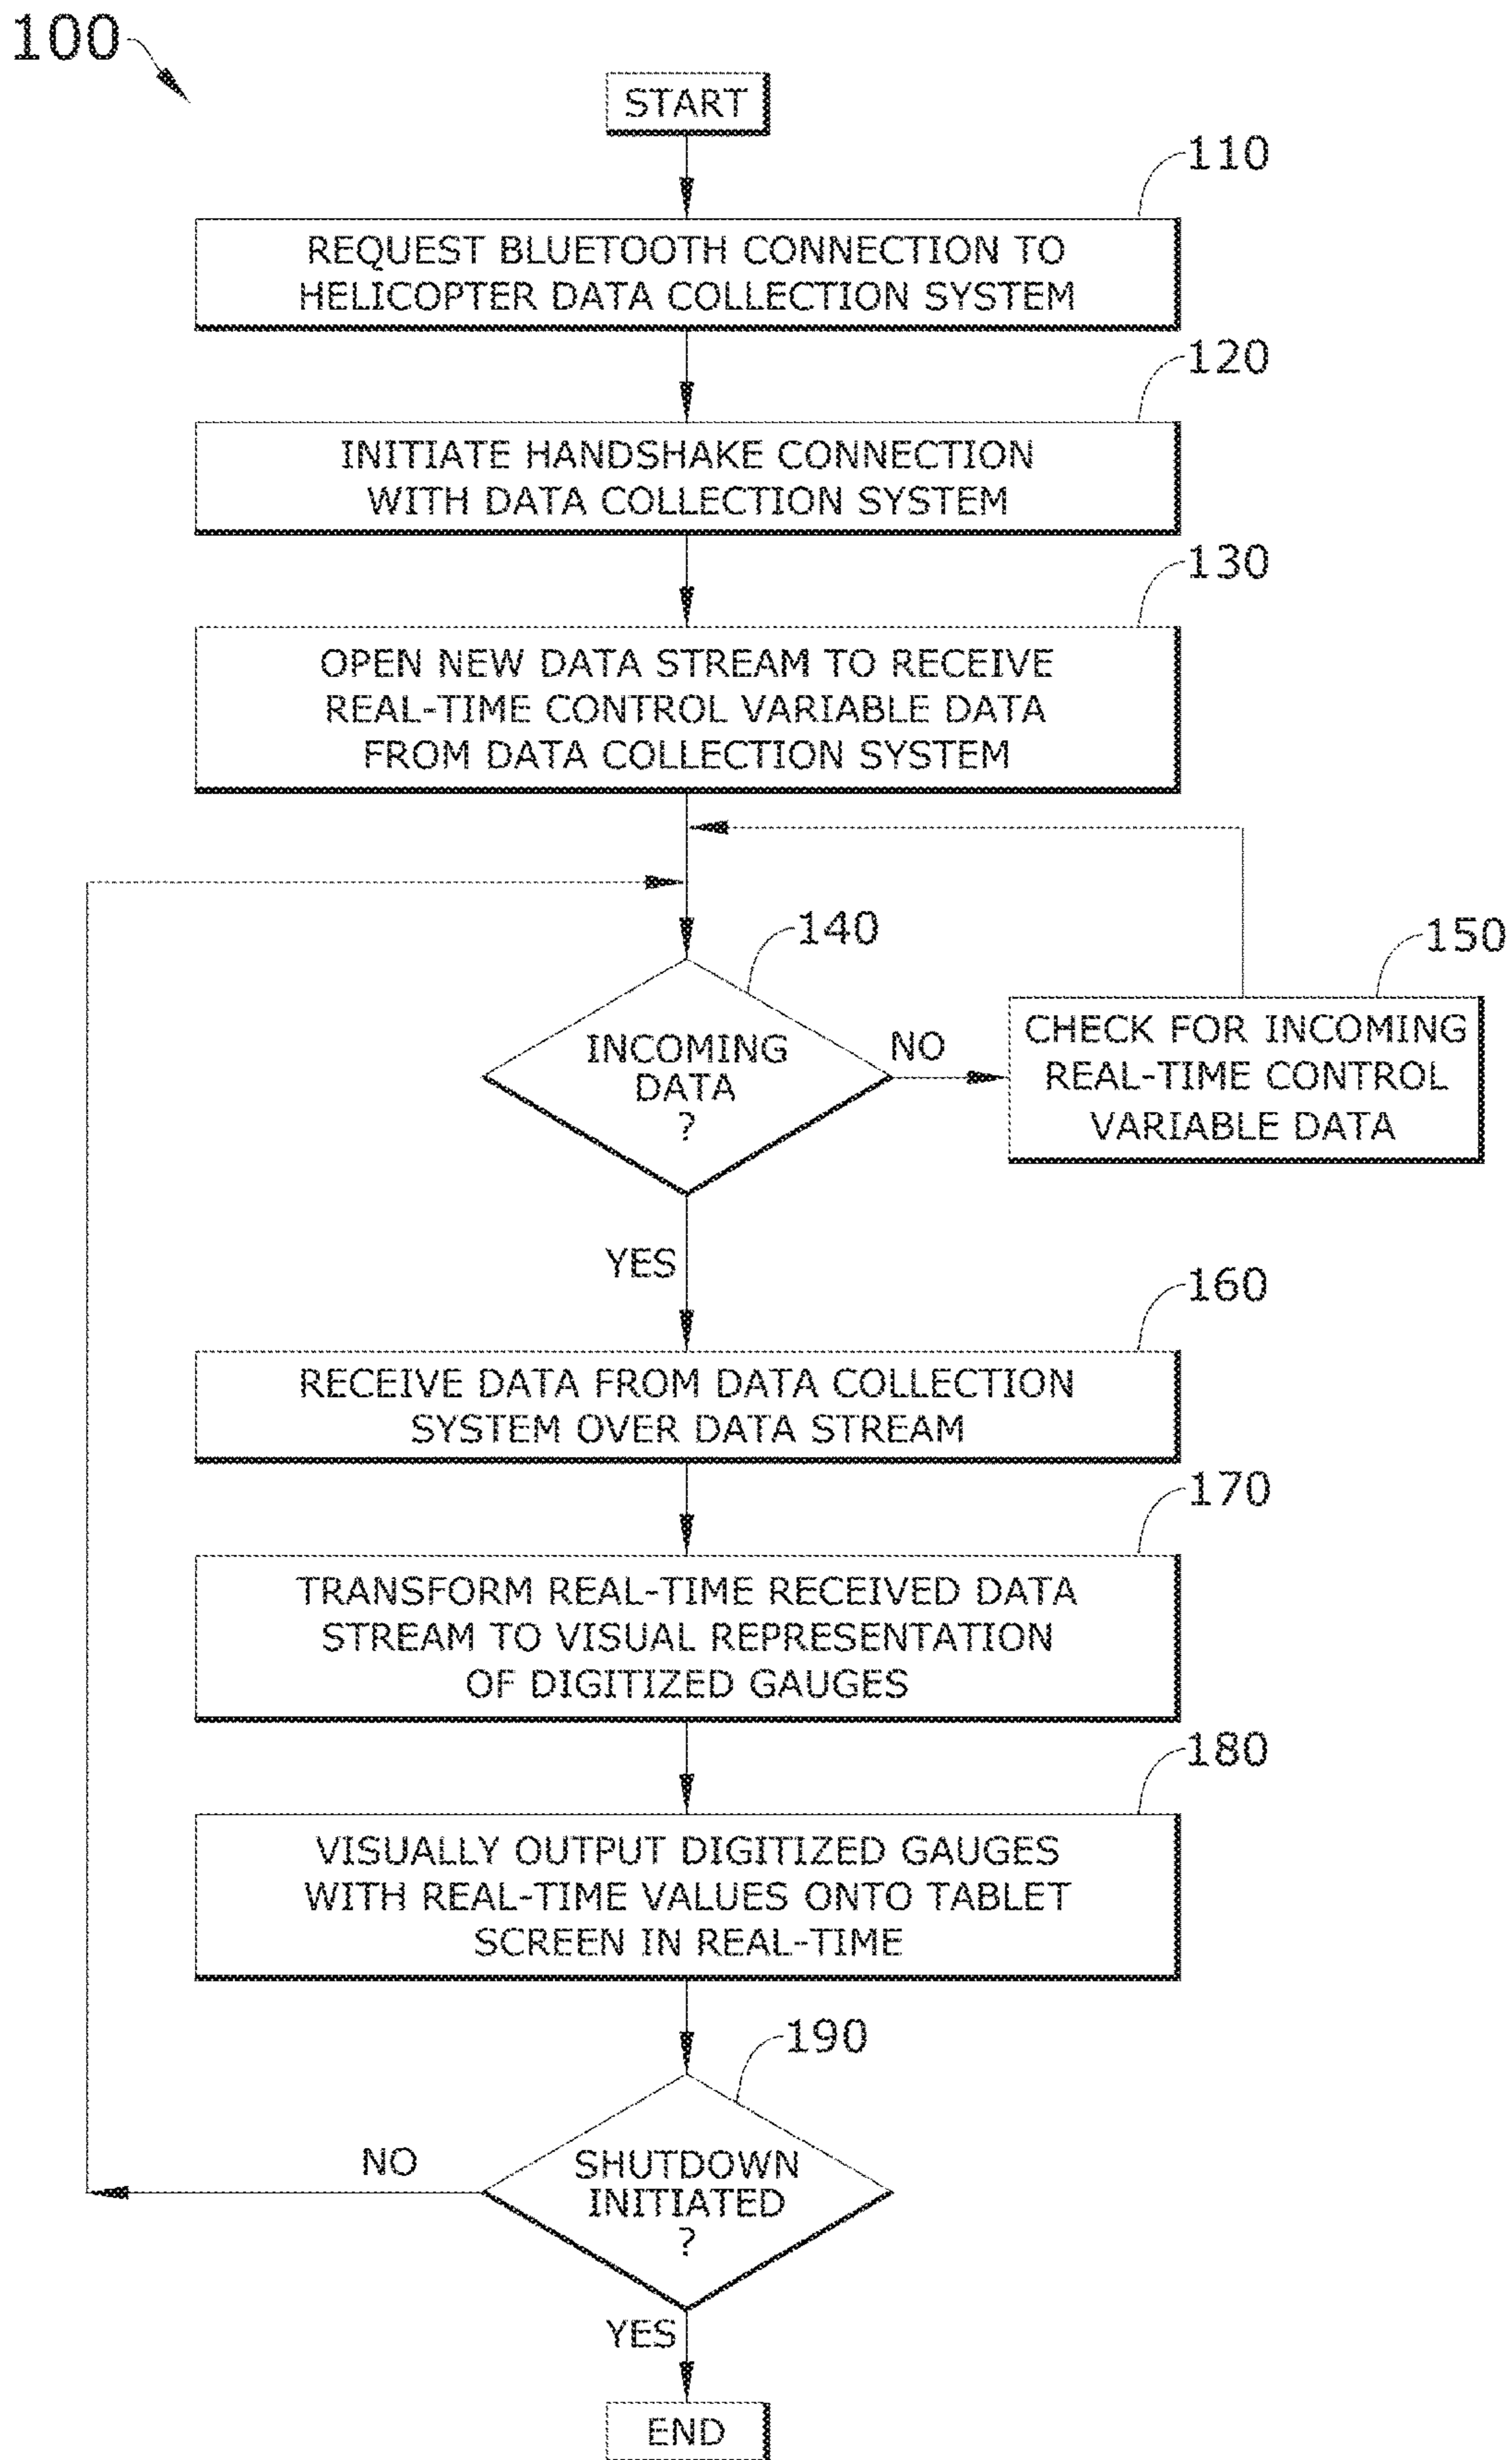 100
START
110
REQUEST BLUETOOTH CONNECTION TO
HELICOPTER DATA COLLECTION SYSTEM
120
INITIATE HANDSHAKE CONNECTION
WITH DATA COLLECTION SYSTEM
130
OPEN NEW DATA STREAM TO RECEIVE
REAL-TIME CONTROL VARIABLE DATA
FROM DATA COLLECTION SYSTEM
140
INCOMING
DATA
?
NO
150
CHECK FOR INCOMING
REAL-TIME CONTROL
VARIABLE DATA
YES
160
RECEIVE DATA FROM DATA COLLECTION
SYSTEM OVER DATA STREAM
170
TRANSFORM REAL-TIME RECEIVED DATA
STREAM TO VISUAL REPRESENTATION
OF DIGITIZED GAUGES
180
VISUALLY OUTPUT DIGITIZED GAUGES
WITH REAL-TIME VALUES ONTO TABLET
SCREEN IN REAL-TIME
190
NO
SHUTDOWN
INITIATED
?
YES
END